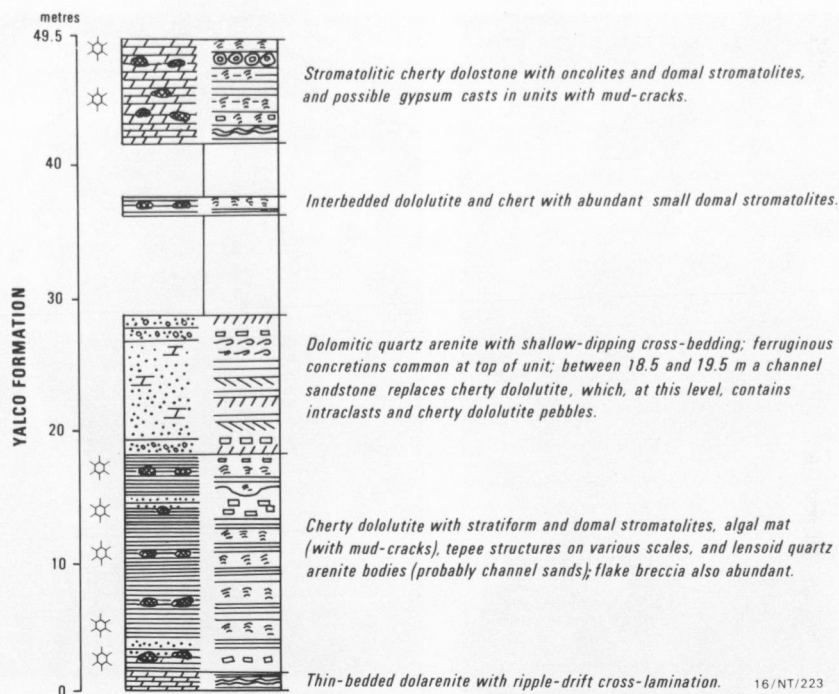 metres
49.5
Stromatolitic cherty dolostone with oncolites and domal stromatolites,
and possible gypsum casts in units with mud-cracks.
40
Interbedded dololutite and chert with abundant small domal stromatolites.
30
YALCO FORMATION
Dolomitic quartz arenite with shallow-dipping cross-bedding; ferruginous
concretions common at top of unit; between 18.5 and 19.5 m a channel
sandstone replaces cherty dololutite, which, at this level, contains
intraclasts and cherty dololutite pebbles.
20
Cherty dololutite with stratiform and domal stromatolites, algal mat
(with mud-cracks), tepee structures on various scales, and lensoid quartz
arenite bodies (probably channel sands); flake breccia also abundant.
10
Thin-bedded dolarenite with ripple-drift cross-lamination.
16/NT/223
0